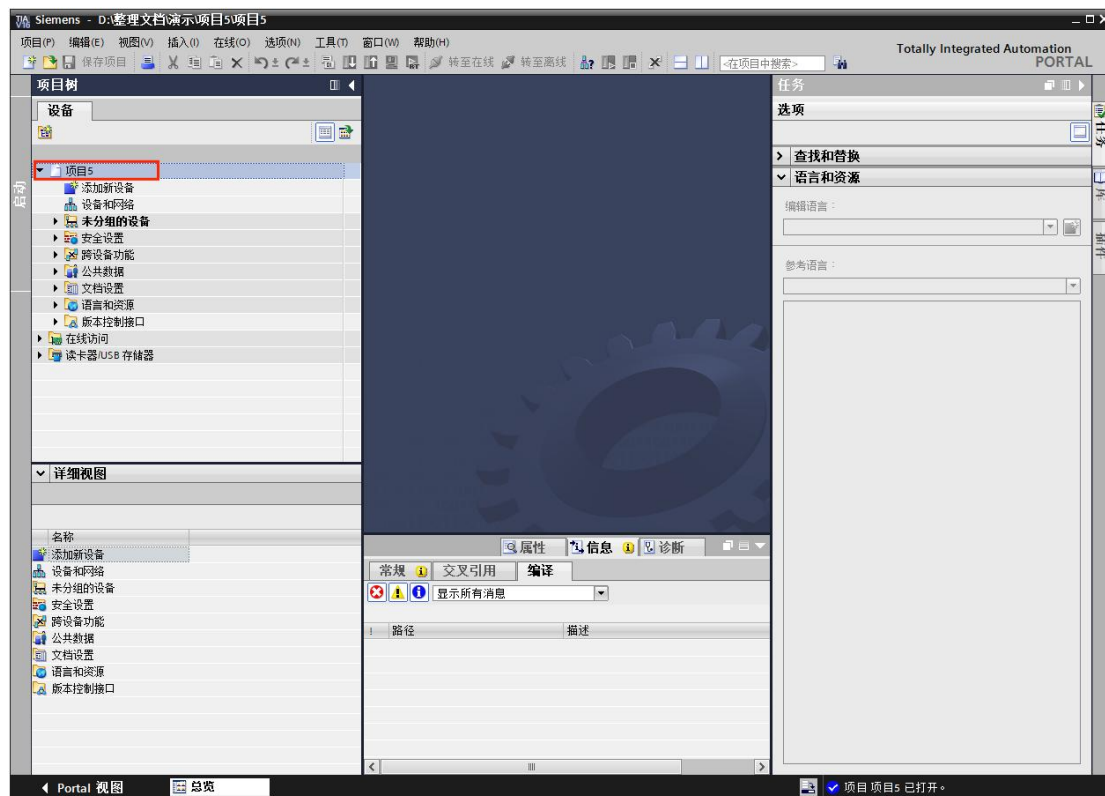 Siemens - D:\整理文档\演示\项目5\项目5
项目(P) 编辑(E) 视图(V) 插入(I) 在线(O) 选项(N) 工具(T) 窗口(W) 帮助(H)
Totally Integrated Automation
PORTAL
保存项目 转至在线 转至离线 <在项目中搜索>
项目树
设备
启动
项目5
添加新设备
设备和网络
未分组的设备
安全设置
跨设备功能
公共数据
文档设置
语言和资源
版本控制接口
在线访问
读卡器/USB 存储器
详细视图
名称
添加新设备
设备和网络
未分组的设备
安全设置
跨设备功能
公共数据
文档设置
语言和资源
版本控制接口
属性 信息 诊断
常规 交叉引用 编译
显示所有消息
! 路径 描述
任务
选项
查找和替换
语言和资源
编辑语言：
参考语言：
任务
库
插件
Portal 视图 总览 项目 项目5 已打开。